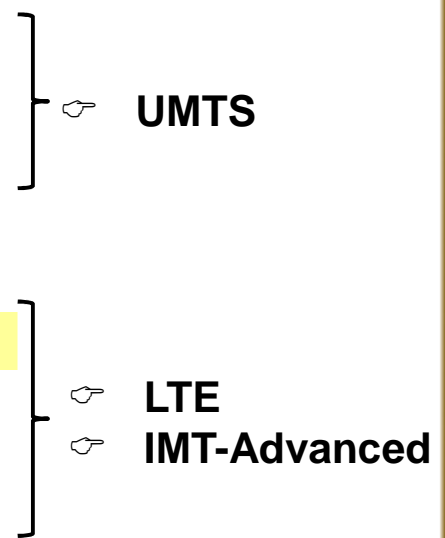 ☞ UMTS
☞ LTE
☞ IMT-Advanced